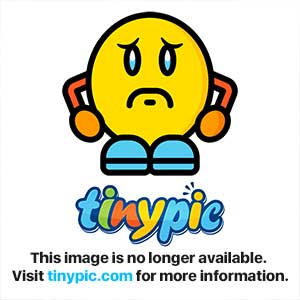 tinypic
This image is no longer available.
Visit tinypic.com for more information.